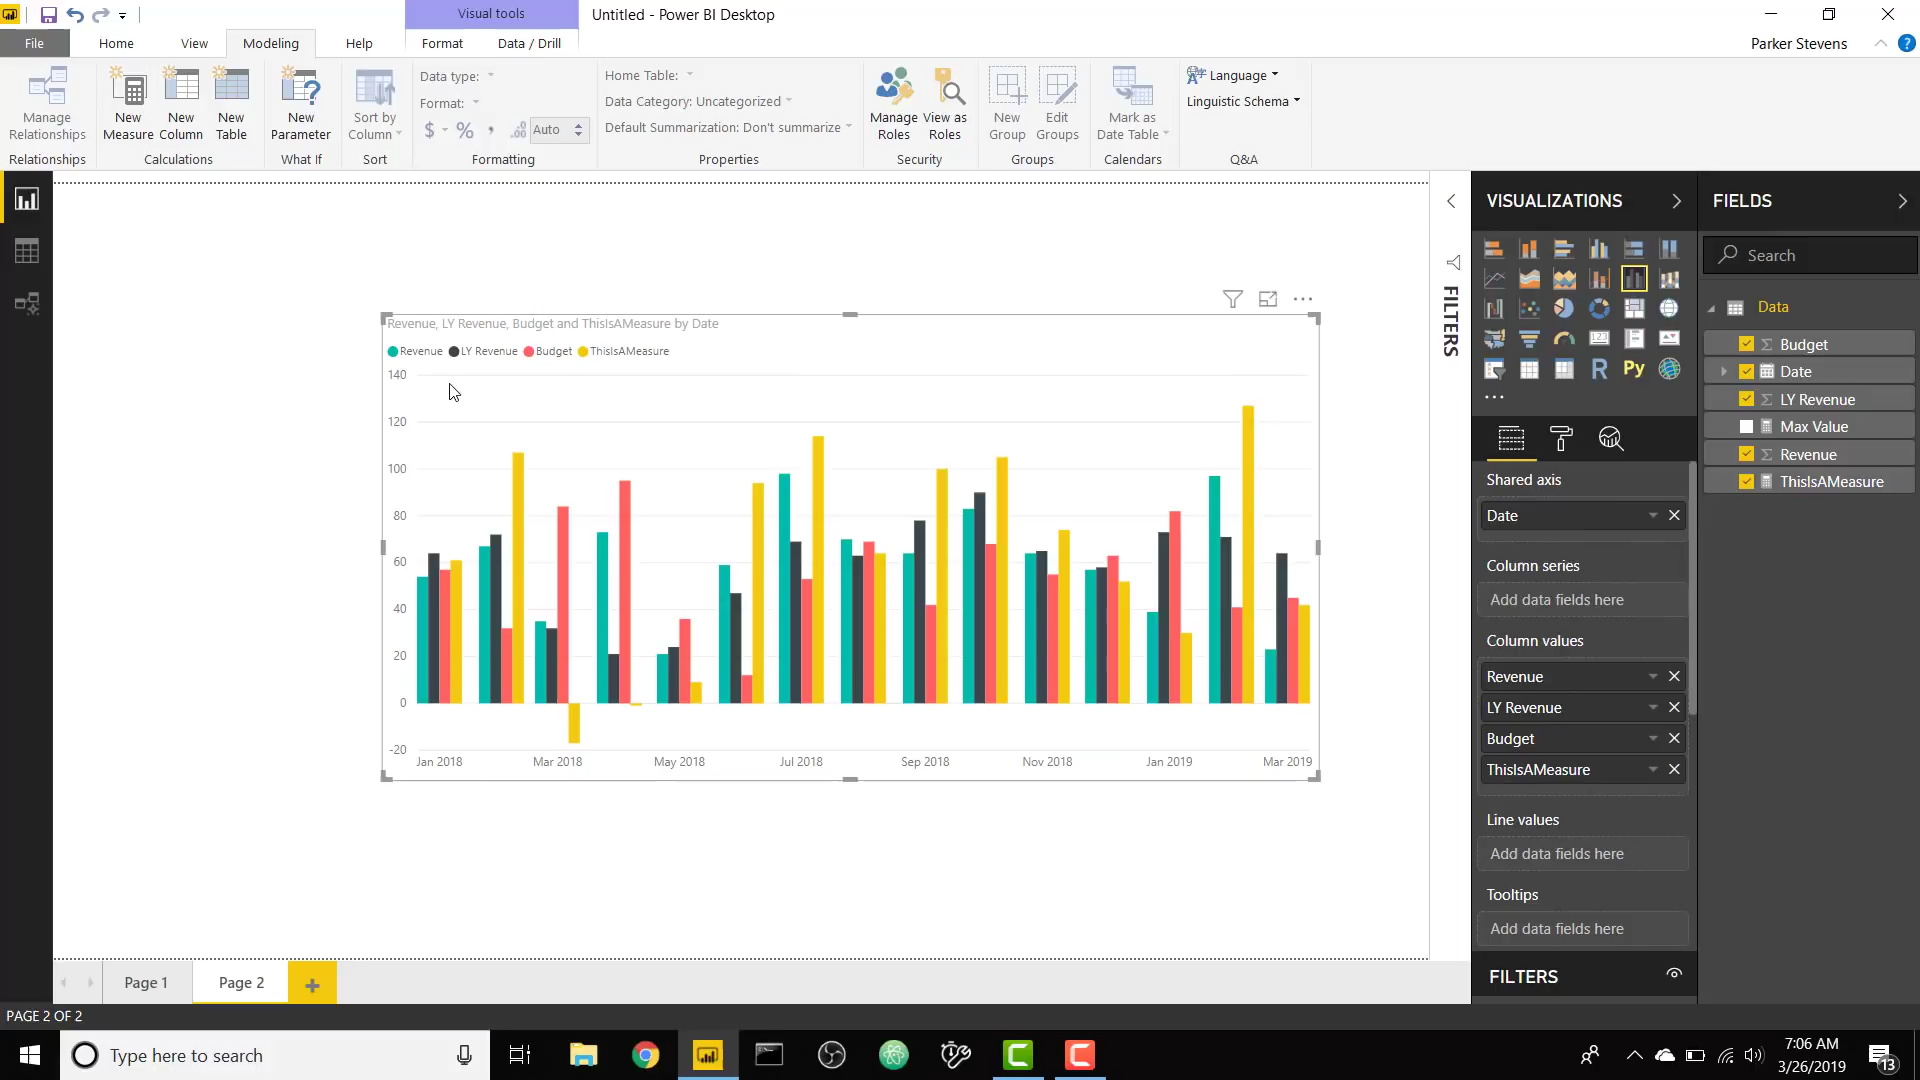 Visual tools
Untitled - Power BI Desktop
File
Home
View
Modeling
Help
Format
Data / Drill
Parker Stevens
?
Manage
Relationships
New
Measure
New
Column
New
Table
New
Parameter
Sort by
Column
Data type:
Format:
$ % , .00 Auto
Home Table:
Data Category: Uncategorized
Default Summarization: Don't summarize
Manage
Roles
View as
Roles
New
Group
Edit
Groups
Mark as
Date Table
Language
Linguistic Schema
Relationships
Calculations
What If
Sort
Formatting
Properties
Security
Groups
Calendars
Q&A
Revenue, LY Revenue, Budget and ThisIsAMeasure by Date
Revenue
LY Revenue
Budget
ThisIsAMeasure
140
120
100
80
60
40
20
0
-20
Jan 2018
Mar 2018
May 2018
Jul 2018
Sep 2018
Nov 2018
Jan 2019
Mar 2019
FILTERS
VISUALIZATIONS
R
Py
123
Shared axis
Date
Column series
Add data fields here
Column values
Revenue
LY Revenue
Budget
ThisIsAMeasure
Line values
Add data fields here
Tooltips
Add data fields here
FILTERS
FIELDS
Search
Data
Budget
Date
LY Revenue
Max Value
Revenue
ThisIsAMeasure
Page 1
Page 2
PAGE 2 OF 2
Type here to search
7:06 AM
3/26/2019
13